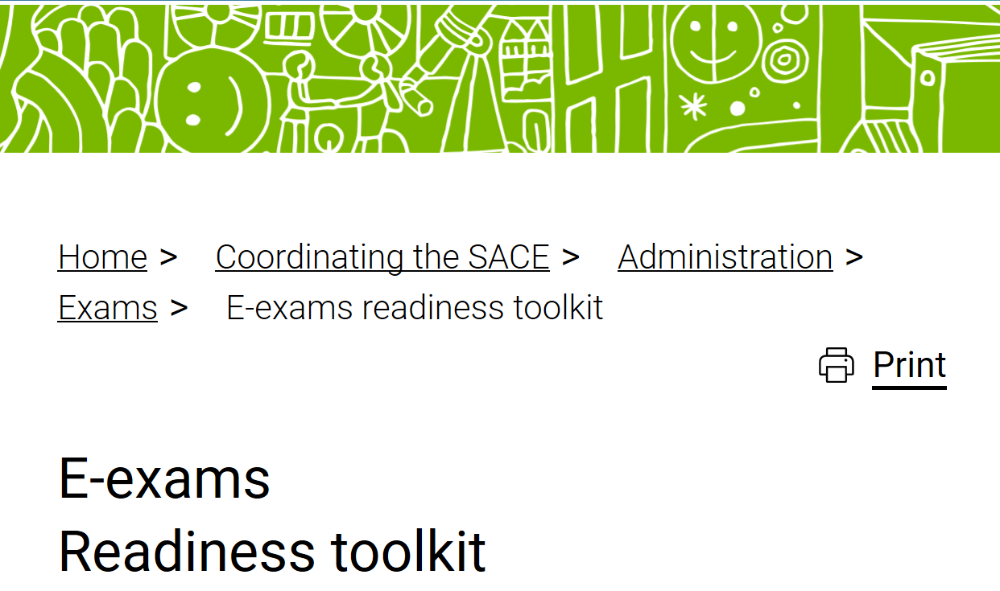 Home > Coordinating the SACE > Administration >
Exams > E-exams readiness toolkit
Print
E-exams
Readiness toolkit